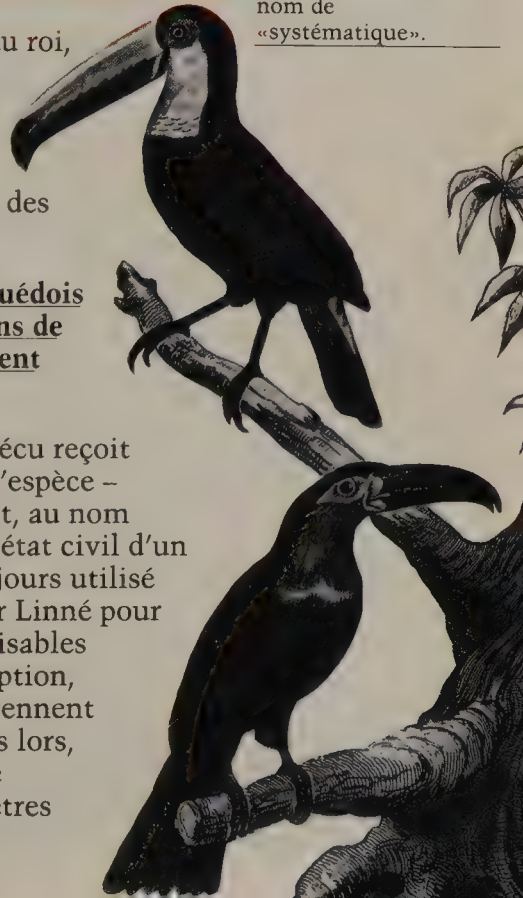 nom de
«systématique».
u roi,
des
uédois
ns de
ent
écu reçoit
'espèce –
t, au nom
état civil d'un
jours utilisé
r Linné pour
isables
ption,
ennent
s lors,
e
êtres